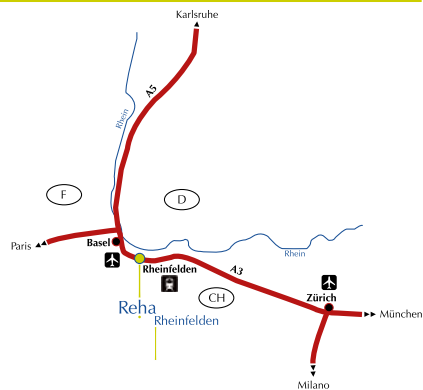 Karlsruhe
A5
Rhein
F
D
Paris
Basel
Rhein
Rheinfelden
A3
CH
Zürich
Reha
Rheinfelden
München
Milano